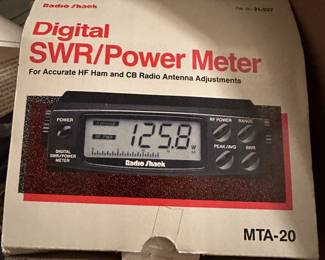 Radio Shack
Cat. No. 21-527
Digital
SWR/Power Meter
For Accurate HF Ham and CB Radio Antenna Adjustments
POWER
DIGITAL
SWR/POWER
METER
125.8
W
Radio Shack
RF POWER
RANGE
PEAK/AVG
SWR
MTA-20